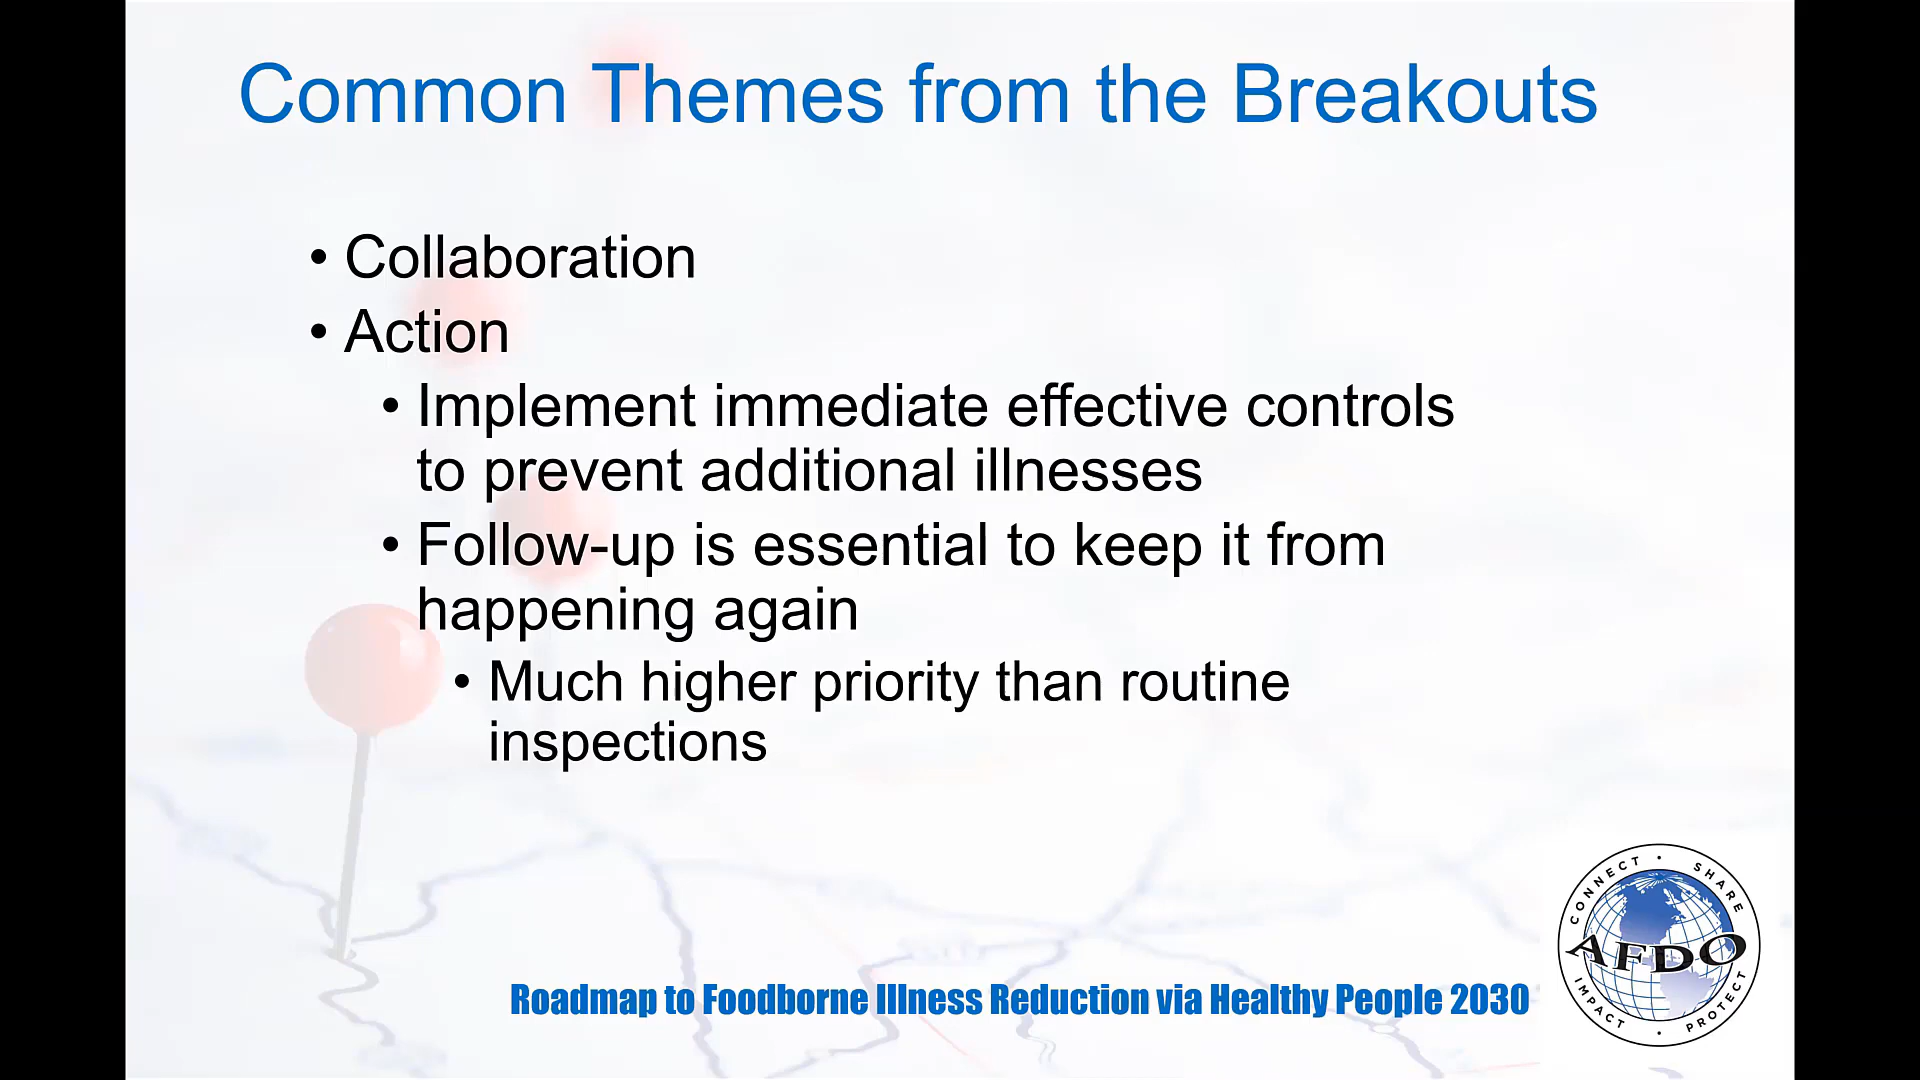 Common Themes from the Breakouts
• Collaboration
• Action
• Implement immediate effective controls
to prevent additional illnesses
• Follow-up is essential to keep it from
happening again
• Much higher priority than routine
inspections
Roadmap to Foodborne Illness Reduction via Healthy People 2030
CONNECT • SHARE
AFDO
IMPACT • PROTECT